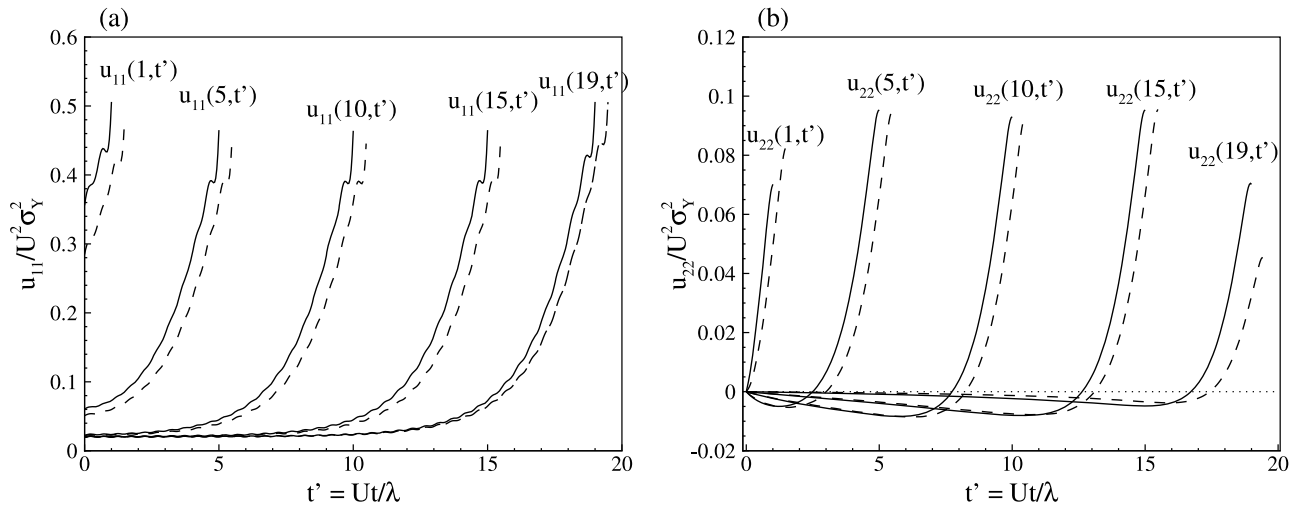 (a)
0.6
0.5
0.4
0.3
0.2
0.1
0
u₁₁/U²σ²_Y
u₁₁(1,t’)
u₁₁(5,t’)
u₁₁(10,t’)
u₁₁(15,t’)
u₁₁(19,t’)
0 5 10 15 20
t’ = Ut/λ
(b)
0.12
0.1
0.08
0.06
0.04
0.02
0
-0.02
u₂₂/U²σ²_Y
u₂₂(1,t’)
u₂₂(5,t’)
u₂₂(10,t’)
u₂₂(15,t’)
u₂₂(19,t’)
0 5 10 15 20
t’ = Ut/λ